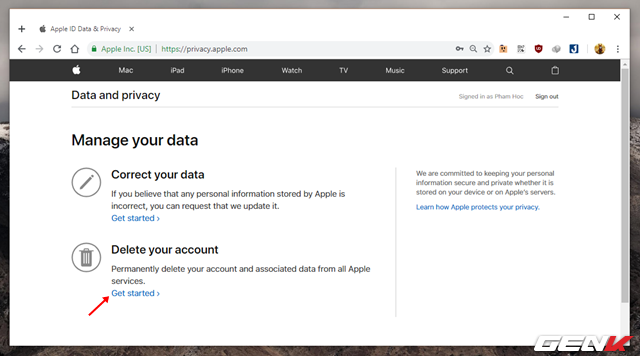 Apple ID Data & Privacy
Apple Inc. [US] | https://privacy.apple.com
Mac iPad iPhone Watch TV Music Support
Data and privacy
Signed in as Pham Hoc Sign out
Manage your data
Correct your data
If you believe that any personal information stored by Apple is
incorrect, you can request that we update it.
Get started ›
Delete your account
Permanently delete your account and associated data from all Apple
services.
Get started ›
We are committed to keeping your personal
information secure and private whether it is
stored on your device or on Apple's servers.
Learn how Apple protects your privacy.
GENK